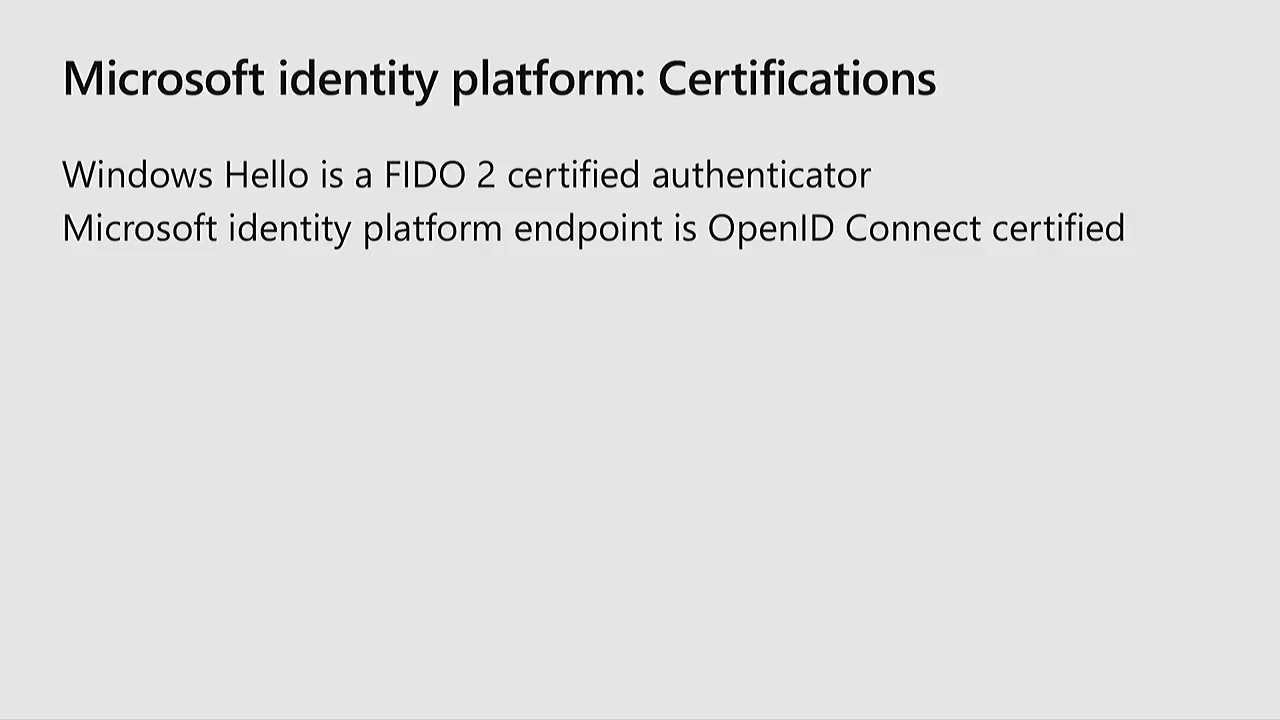 Microsoft identity platform: Certifications
Windows Hello is a FIDO 2 certified authenticator
Microsoft identity platform endpoint is OpenID Connect certified